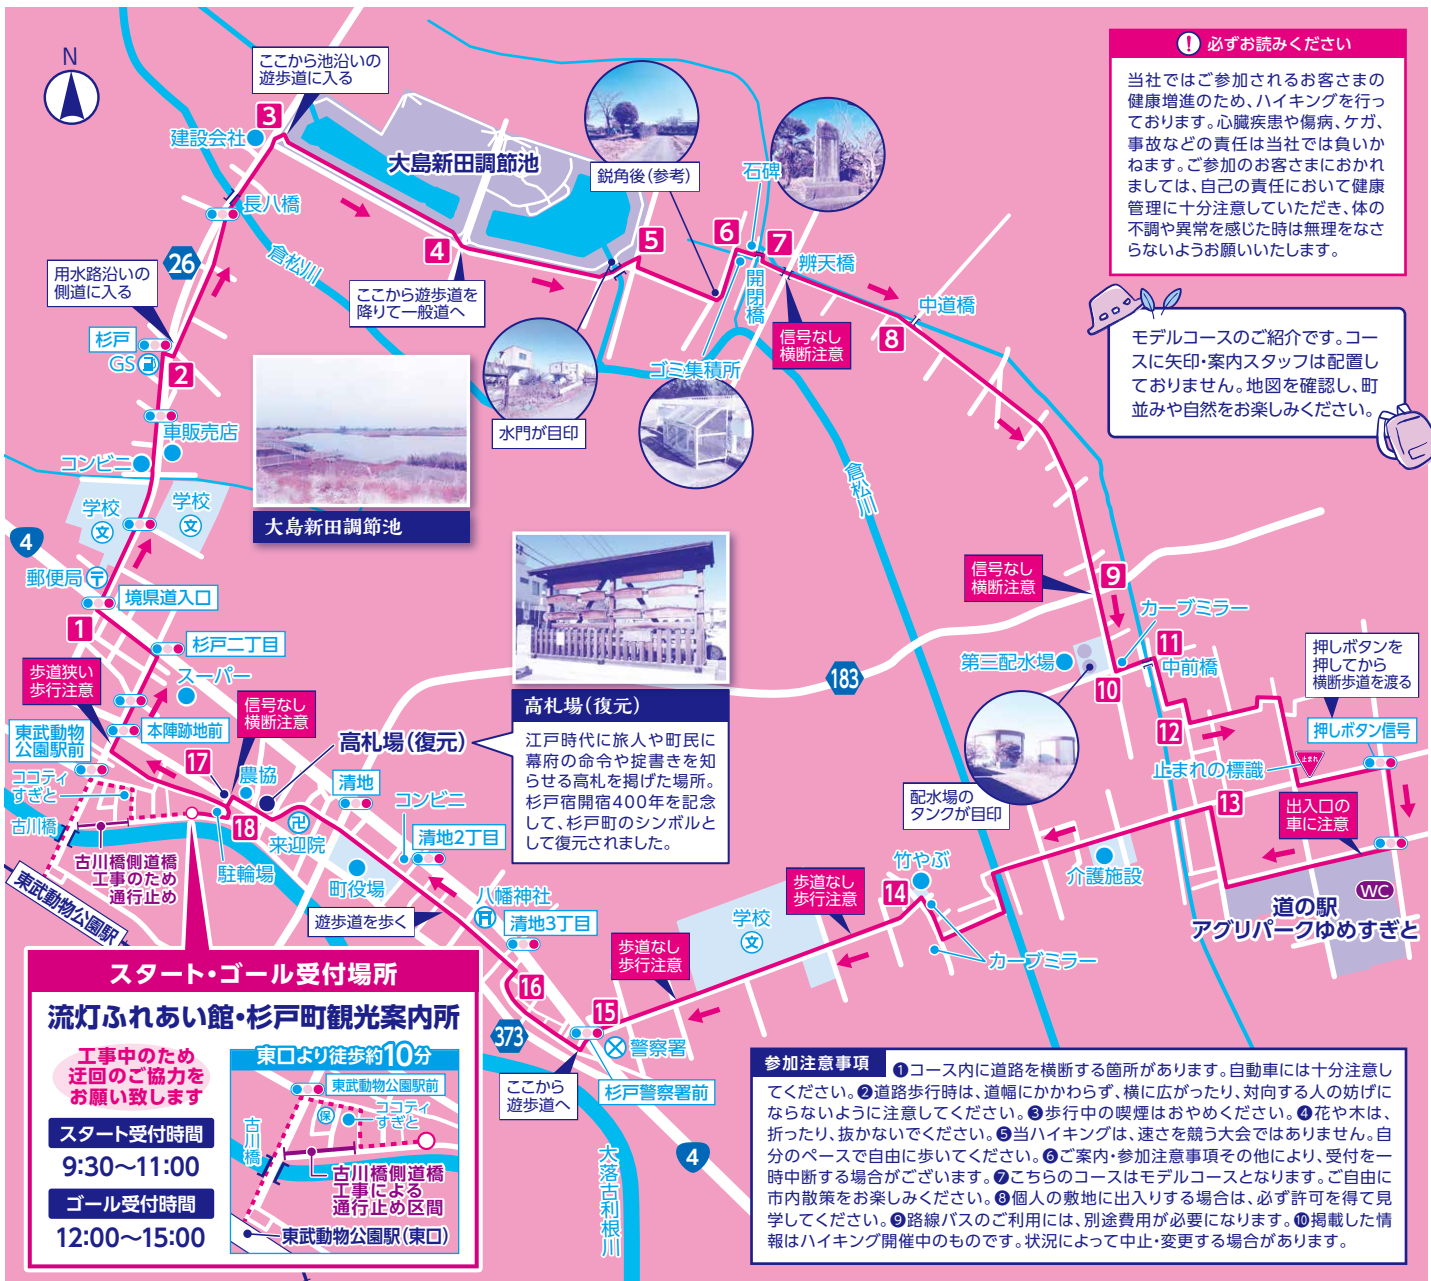 N
ここから池沿いの
遊歩道に入る
建設会社
3
大島新田調節池
鋭角後(参考)
石碑
長八橋
26
倉松川
用水路沿いの
側道に入る
4
5
6
7
開閉橋
辨天橋
中道橋
ここから遊歩道を
降りて一般道へ
信号なし
横断注意
8
杉戸
GS
2
ゴミ集積所
水門が目印
車販売店
コンビニ
学校
文
学校
文
大島新田調節池
倉松川
4
郵便局
境県道入口
1
杉戸二丁目
歩道狭い
歩行注意
スーパー
信号なし
横断注意
東武動物
公園駅前
本陣跡地前
17
高札場(復元)
高札場(復元)
江戸時代に旅人や町民に
幕府の命令や掟書きを知
らせる高札を掲げた場所。
杉戸宿開宿400年を記念
して、杉戸町のシンボルと
して復元されました。
183
信号なし
横断注意
9
カーブミラー
11
中前橋
第三配水場
10
12
押しボタンを
押してから
横断歩道を渡る
押しボタン信号
止まれの標識
止まれ
13
配水場の
タンクが目印
出入口の
車に注意
ココティ
すぎと
農協
清地
コンビニ
古川橋
18
来迎院
清地2丁目
古川橋側道橋
工事のため
通行止め
駐輪場
町役場
東武動物公園駅
遊歩道を歩く
八幡神社
清地3丁目
介護施設
竹やぶ
14
WC
道の駅
アグリパークゆめすぎと
歩道なし
歩行注意
学校
文
歩道なし
歩行注意
カーブミラー
16
15
373
警察署
ここから
遊歩道へ
杉戸警察署前
4
大落古利根川
スタート・ゴール受付場所
流灯ふれあい館・杉戸町観光案内所
工事中のため
迂回のご協力を
お願い致します
スタート受付時間
9:30〜11:00
ゴール受付時間
12:00〜15:00
東口より徒歩約10分
東武動物公園駅前
保
ココティ
すぎと
古川橋
古川橋側道橋
工事による
通行止め区間
東武動物公園駅(東口)
! 必ずお読みください
当社ではご参加されるお客さまの
健康増進のため、ハイキングを行っ
ております。心臓疾患や傷病、ケガ、
事故などの責任は当社では負いか
ねます。ご参加のお客さまにおかれ
ましては、自己の責任において健康
管理に十分注意していただき、体の
不調や異常を感じた時は無理をなさ
らないようお願いいたします。
モデルコースのご紹介です。コー
スに矢印・案内スタッフは配置し
ておりません。地図を確認し、町
並みや自然をお楽しみください。
参加注意事項 ❶コース内に道路を横断する箇所があります。自動車には十分注意し
てください。❷道路歩行時は、道幅にかかわらず、横に広がったり、対向する人の妨げに
ならないように注意してください。❸歩行中の喫煙はおやめください。❹花や木は、
折ったり、抜かないでください。❺当ハイキングは、速さを競う大会ではありません。自
分のペースで自由に歩いてください。❻ご案内・参加注意事項その他により、受付を一
時中断する場合がございます。❼こちらのコースはモデルコースとなります。ご自由に
市内散策をお楽しみください。❽個人の敷地に出入りする場合は、必ず許可を得て見
学してください。❾路線バスのご利用には、別途費用が必要になります。❿掲載した情
報はハイキング開催中のものです。状況によって中止・変更する場合があります。